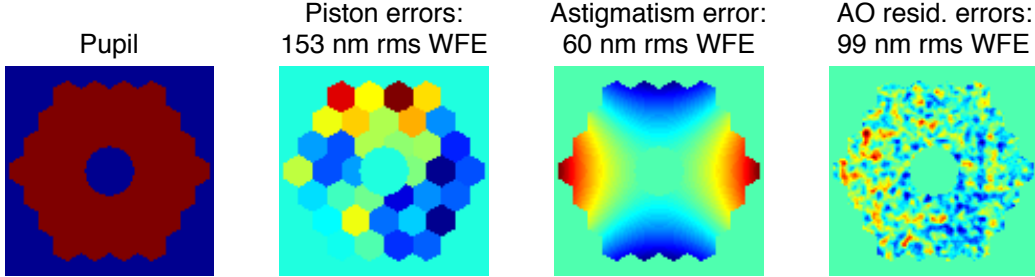 Pupil
Piston errors:
153 nm rms WFE
Astigmatism error:
60 nm rms WFE
AO resid. errors:
99 nm rms WFE